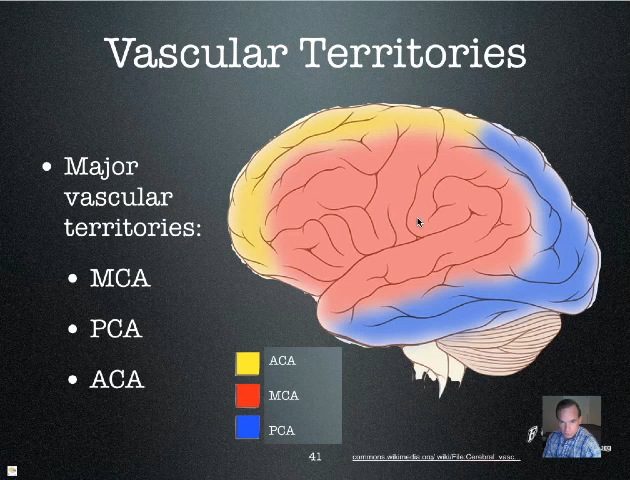 Vascular Territories
• Major
vascular
territories:
• MCA
• PCA
• ACA
ACA
MCA
PCA
41
commons.wikimedia.org/wiki/File:Cerebral_vasc...